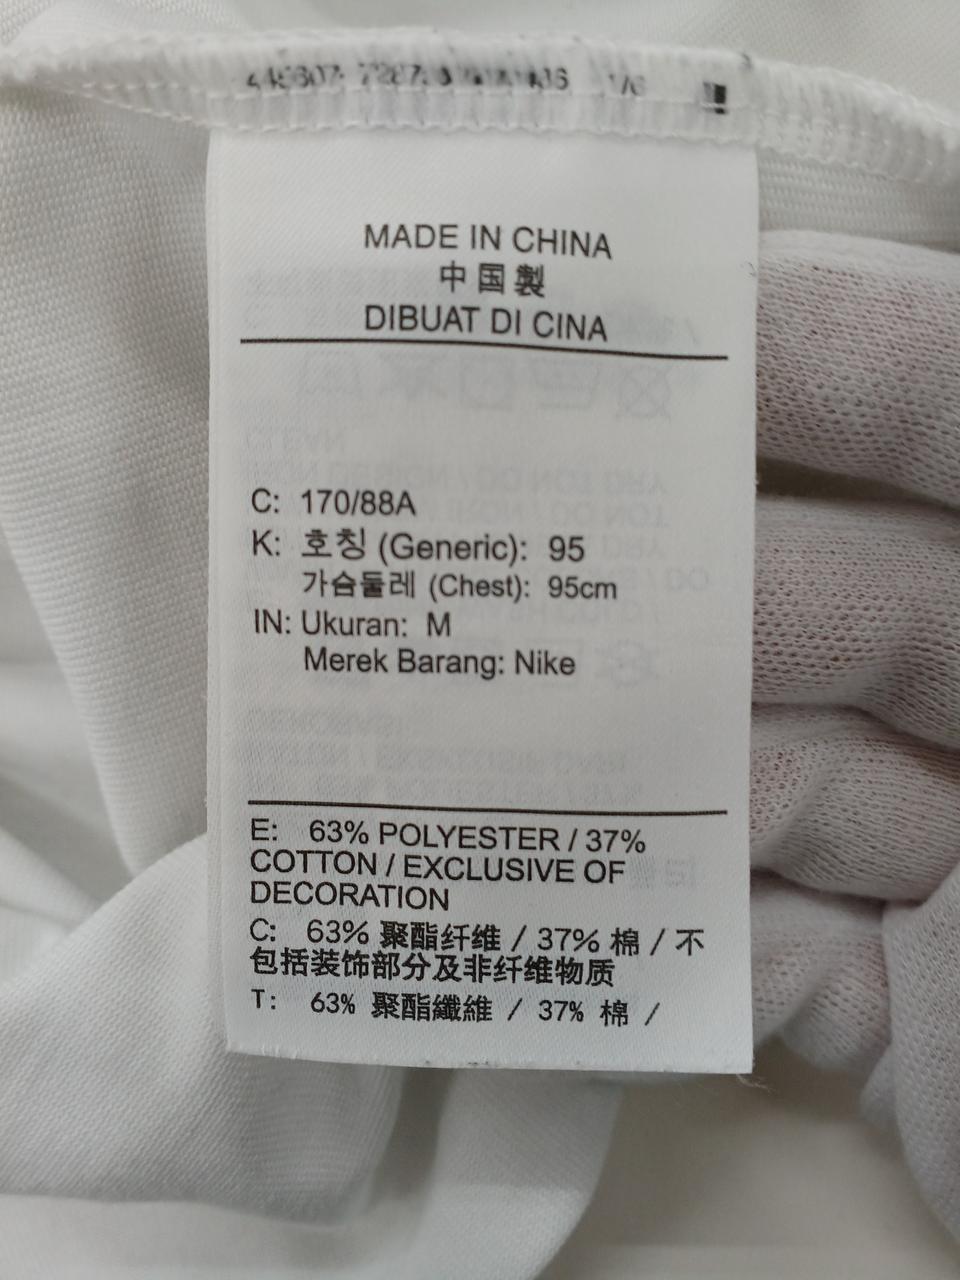 MADE IN CHINA
中国製
DIBUAT DI CINA
C: 170/88A
K: 호칭 (Generic): 95
가슴둘레 (Chest): 95cm
IN: Ukuran: M
Merek Barang: Nike
E: 63% POLYESTER / 37%
COTTON / EXCLUSIVE OF
DECORATION
C: 63% 聚酯纤维 / 37% 棉 / 不
包括装饰部分及非纤维物质
T: 63% 聚酯纖維 / 37% 棉 /